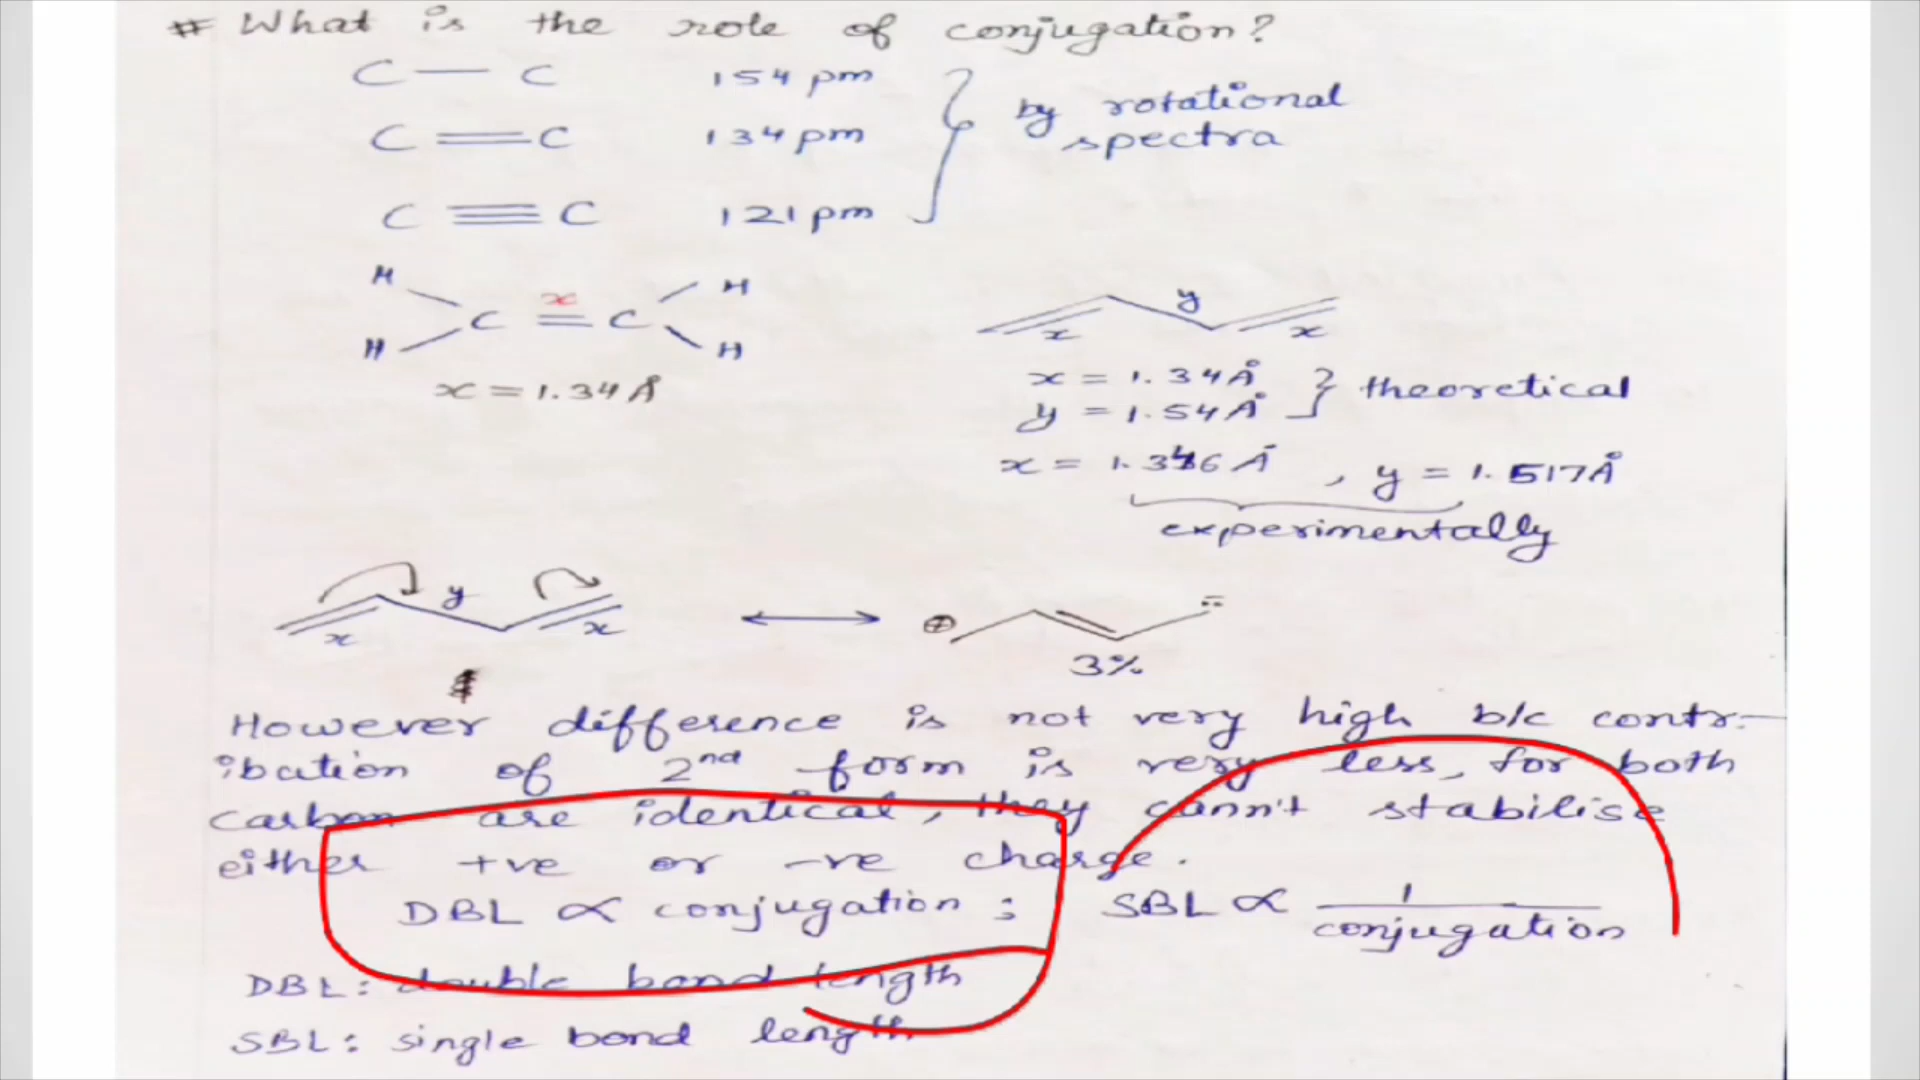 # What is the role of conjugation?
C — C 154 pm
C = C 134 pm
C ≡ C 121 pm
by rotational
spectra
H H
C = C
x
H H
x = 1.34 Å
y
x x
x = 1.34 Å
y = 1.54 Å
theoretical
x = Å , y = 1.517 Å
experimentally
y
x x
⊕
3%
However difference is not very high b/c contr-
ibution of 2nd form is very less, for both
carbon are identical, they cann't stabilise
either +ve or -ve charge.
DBL ∝ conjugation ; SBL ∝ 1/conjugation
DBL : double bond length
SBL : single bond length